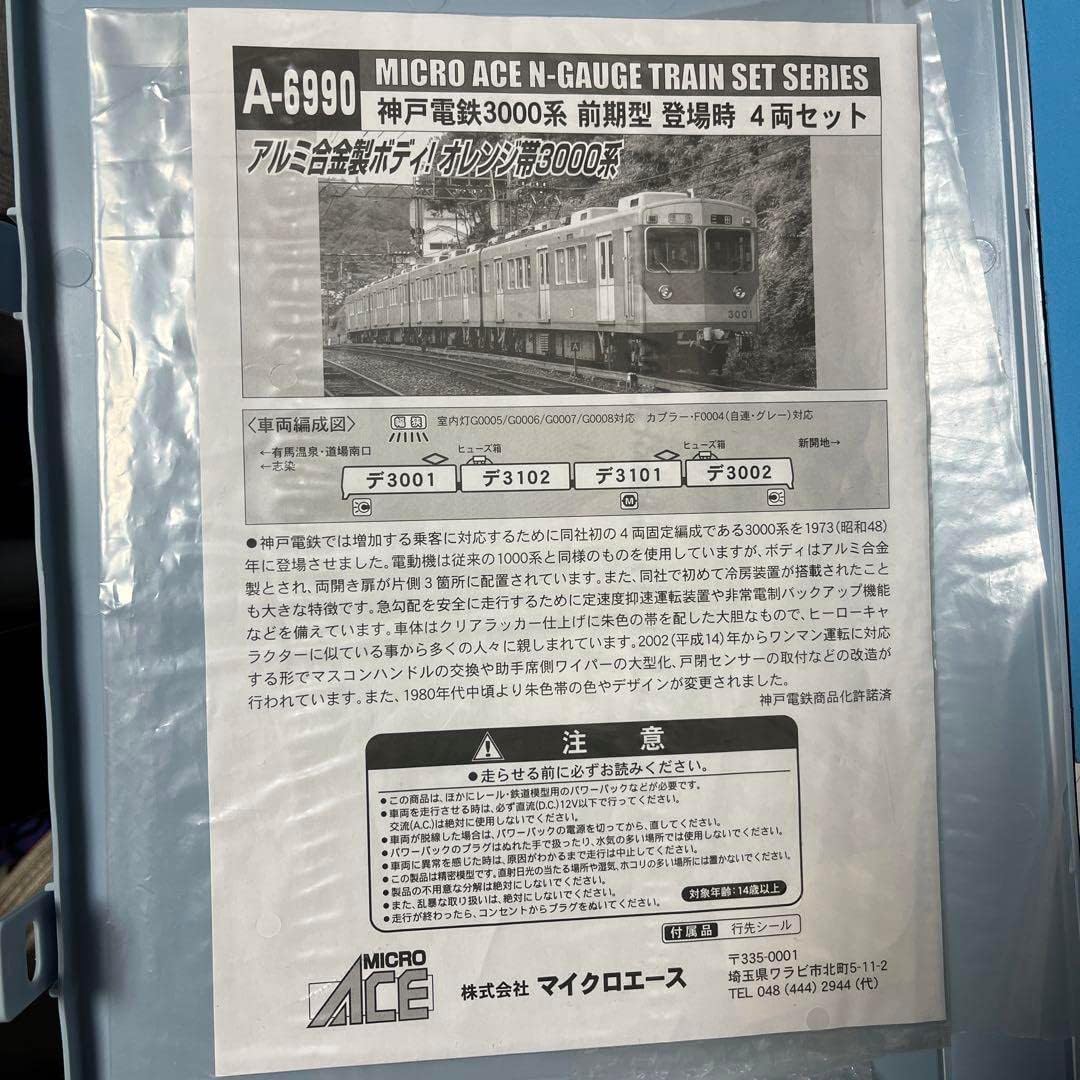 A-6990
MICRO ACE N-GAUGE TRAIN SET SERIES
神戸電鉄3000系 前期型 登場時 4両セット
アルミ合金製ボディ!オレンジ帯3000系
3001
〈車両編成図〉
室内灯G0005/G0006/G0007/G0008対応 カプラー・F0004(自連・グレー)対応
←有馬温泉・道場南口
←志染
ヒューズ箱
ヒューズ箱
新開地→
デ3001
デ3102
デ3101
デ3002
M
●神戸電鉄では増加する乗客に対応するために同社初の4両固定編成である3000系を1973(昭和48)
年に登場させました。電動機は従来の1000系と同様のものを使用していますが、ボディはアルミ合金
製とされ、両開き扉が片側3箇所に配置されています。また、同社で初めて冷房装置が搭載されたこと
も大きな特徴です。急勾配を安全に走行するために定速度抑速運転装置や非常電制バックアップ機能
などを備えています。車体はクリアラッカー仕上げに朱色の帯を配した大胆なもので、ヒーローキャ
ラクターに似ている事から多くの人々に親しまれています。2002(平成14)年からワンマン運転に対応
する形でマスコンハンドルの交換や助手席側ワイパーの大型化、戸閉センサーの取付などの改造が
行われています。また、1980年代中頃より朱色帯の色やデザインが変更されました。
神戸電鉄商品化許諾済
注 意
●走らせる前に必ずお読みください。
●この商品は、ほかにレール・鉄道模型用のパワーパックなどが必要です。
●車両を走行させる時は、必ず直流(D.C.)12V以下で行ってください。
交流(A.C.)は絶対に使用しないでください。
●車両が脱線した場合は、パワーパックの電源を切ってから、直してください。
●パワーパックのプラグはぬれた手で扱ったり、水気の多い場所では使用しないでください。
●車両に異常を感じた時は、原因がわかるまで走行は中止してください。
●この製品は精密模型です。直射日光の当たる場所や湿気、ホコリの多い場所には置かないでください。
●製品の不用意な分解は絶対にしないでください。
●また、乱暴な取り扱いは、絶対にしないでください。
●走行が終わったら、コンセントからプラグをぬいてください。
対象年齢:14歳以上
付属品 行先シール
MICRO
ACE
株式会社 マイクロエース
〒335-0001
埼玉県ワラビ市北町5-11-2
TEL 048 (444) 2944 (代)